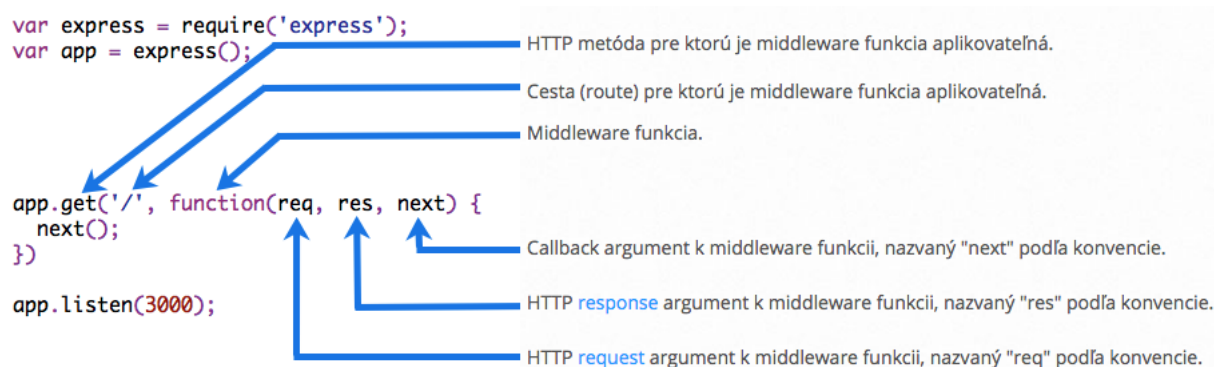 var express = require('express');
var app = express();
HTTP metóda pre ktorú je middleware funkcia aplikovateľná.
Cesta (route) pre ktorú je middleware funkcia aplikovateľná.
Middleware funkcia.
app.get('/', function(req, res, next) {
  next();
})
Callback argument k middleware funkcii, nazvaný "next" podľa konvencie.
app.listen(3000);
HTTP response argument k middleware funkcii, nazvaný "res" podľa konvencie.
HTTP request argument k middleware funkcii, nazvaný "req" podľa konvencie.